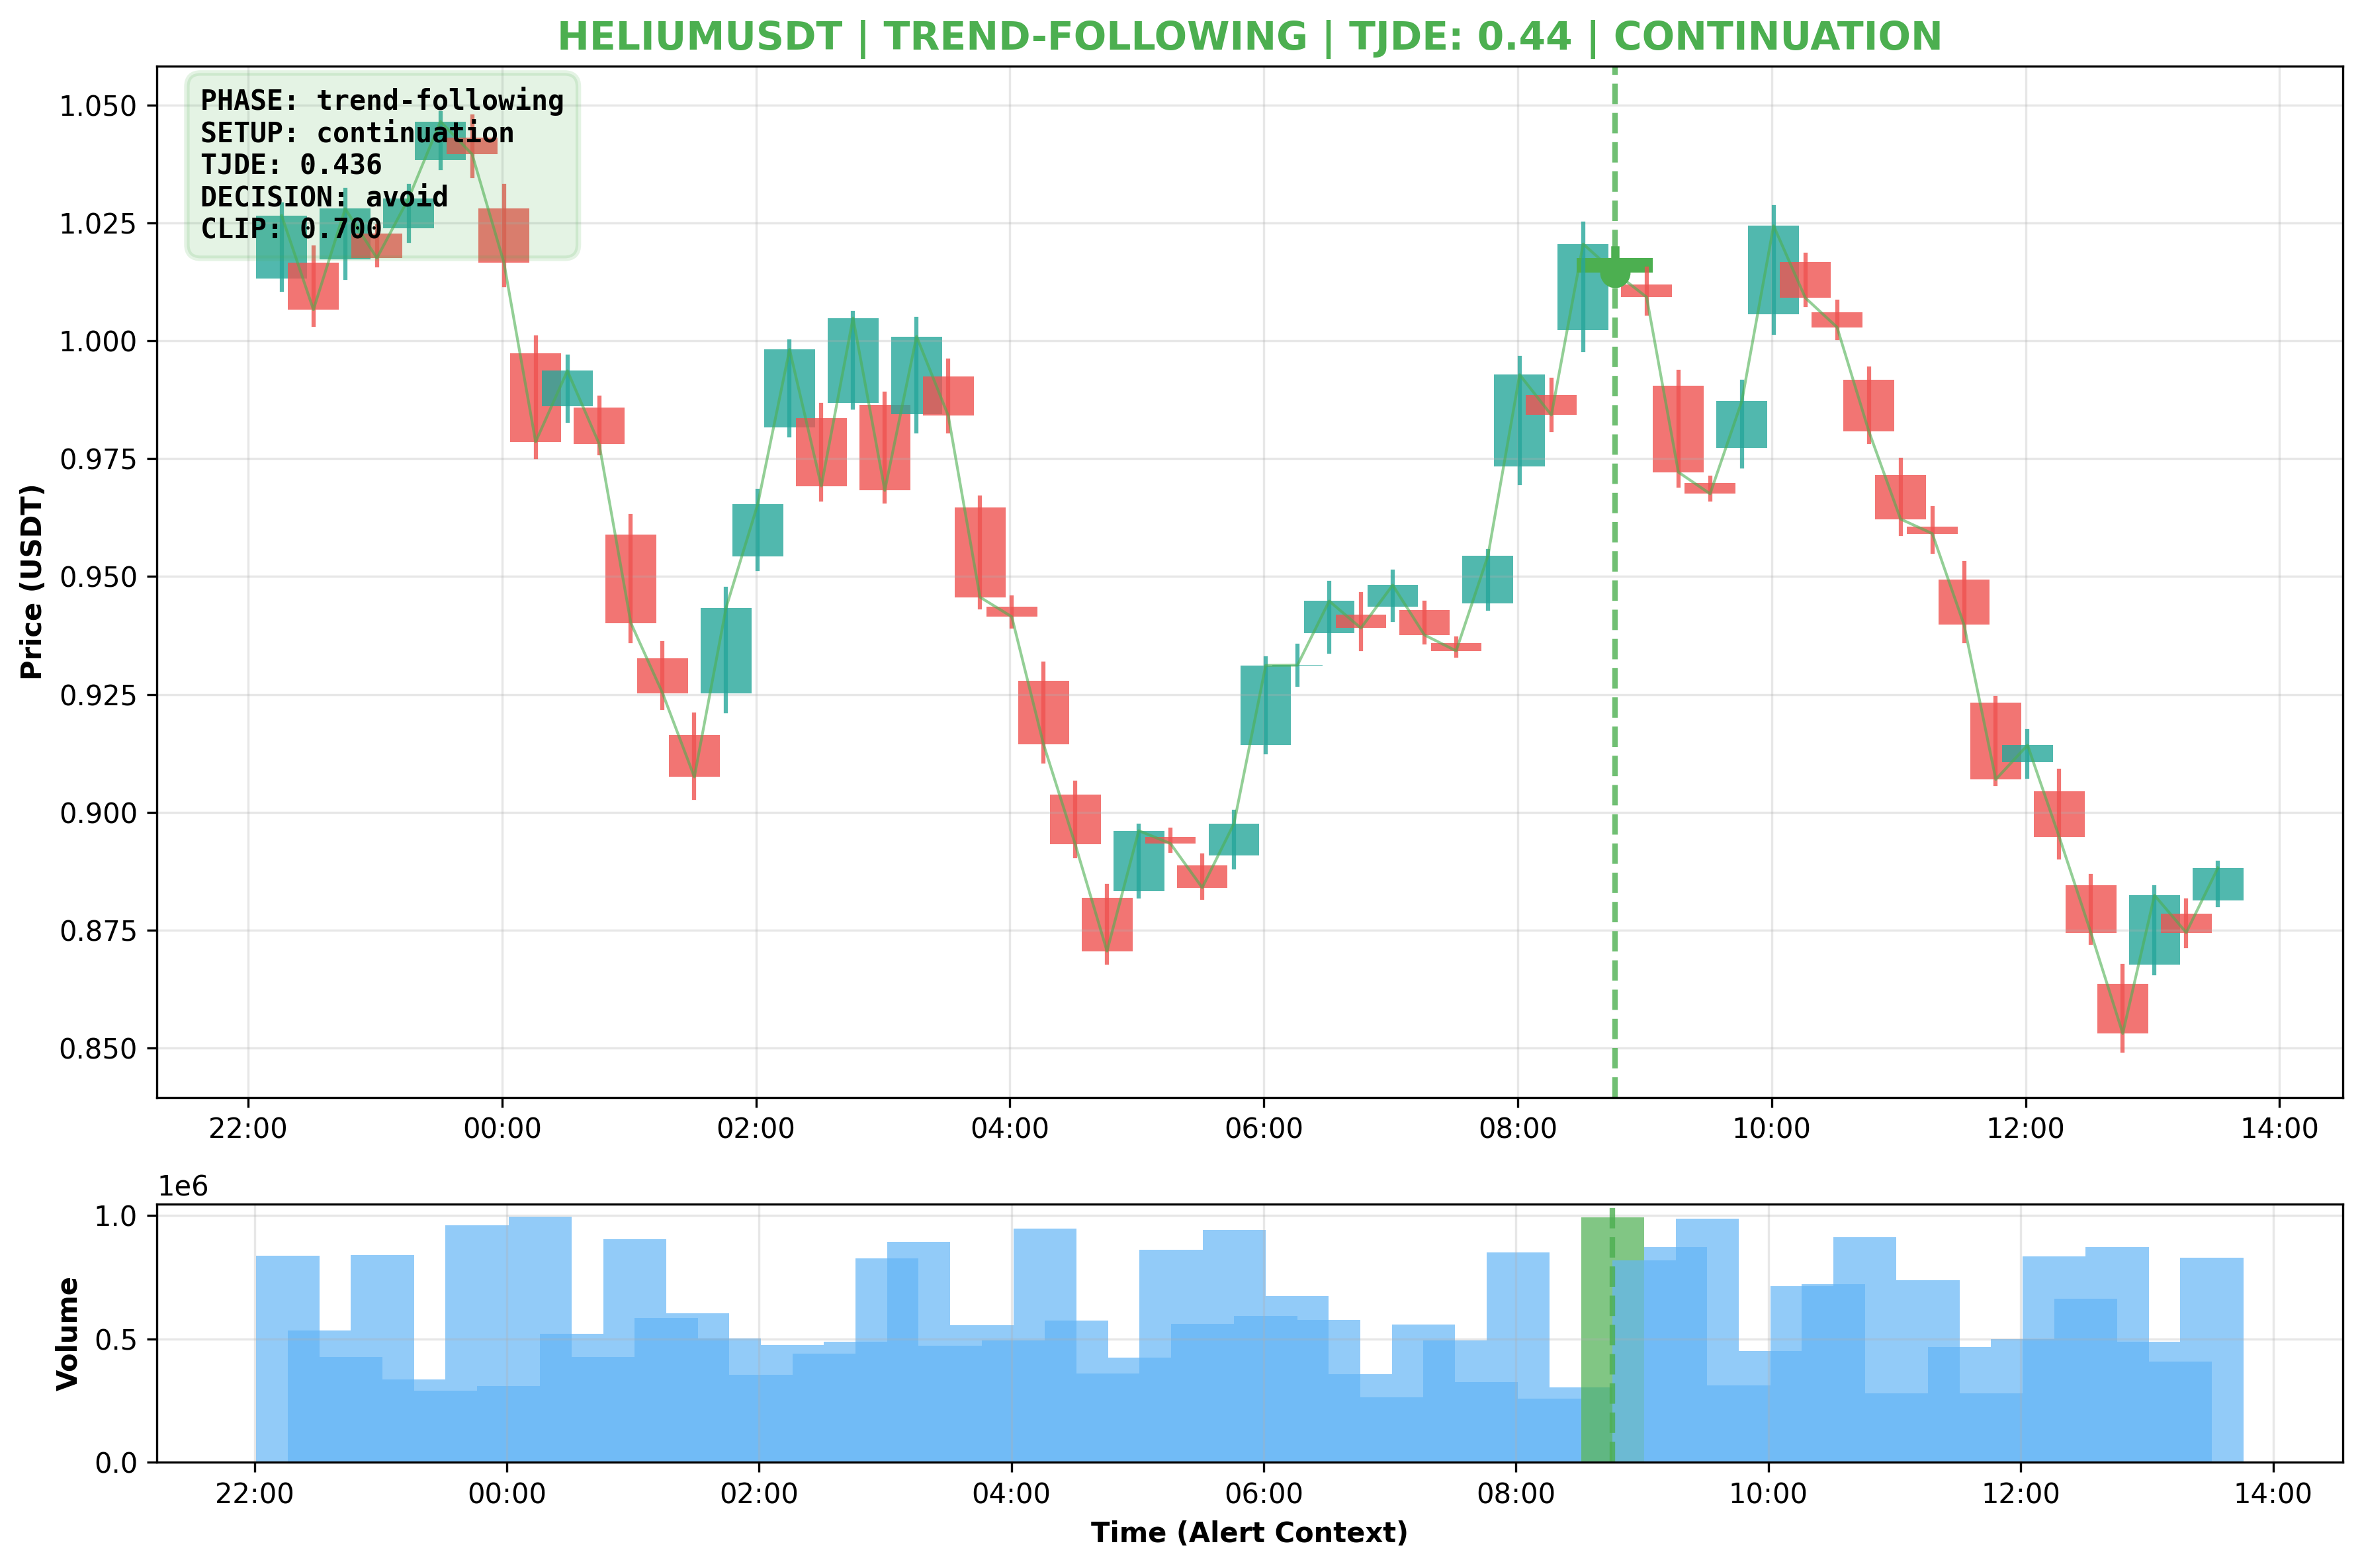 HELIUMUSDT | TREND-FOLLOWING | TJDE: 0.44 | CONTINUATION
PHASE: trend-following
SETUP: continuation
TJDE: 0.436
DECISION: avoid
CLIP: 0.700
Price (USDT)
1.050
1.025
1.000
0.975
0.950
0.925
0.900
0.875
0.850
22:00 00:00 02:00 04:00 06:00 08:00 10:00 12:00 14:00
1e6
Volume
1.0
0.5
0.0
22:00 00:00 02:00 04:00 06:00 08:00 10:00 12:00 14:00
Time (Alert Context)